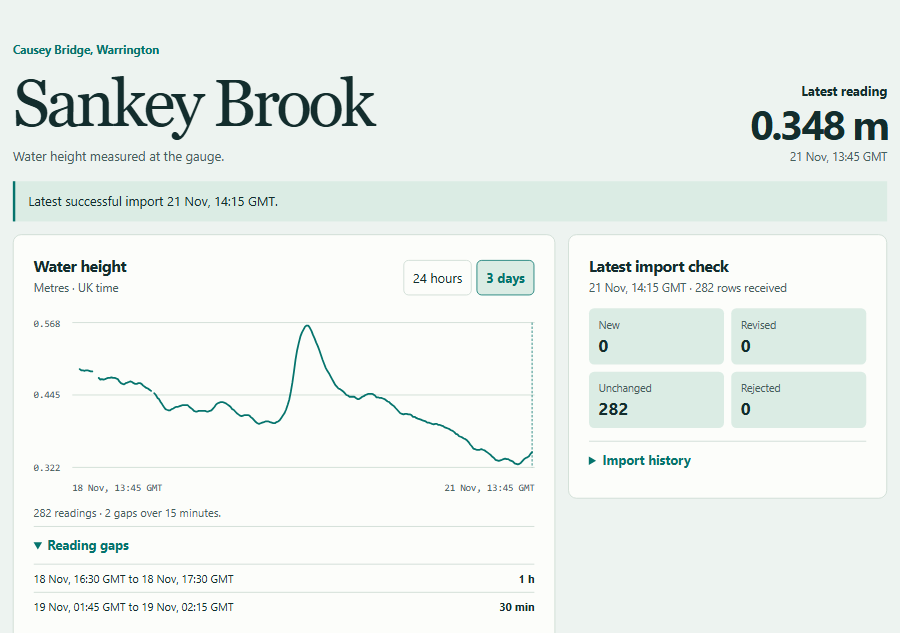 Causey Bridge, Warrington
Sankey Brook
Water height measured at the gauge.
Latest reading
0.348 m
21 Nov, 13:45 GMT
Latest successful import 21 Nov, 14:15 GMT.
Water height
Metres · UK time
24 hours
3 days
0.568
0.445
0.322
18 Nov, 13:45 GMT
21 Nov, 13:45 GMT
282 readings · 2 gaps over 15 minutes.
Reading gaps
18 Nov, 16:30 GMT to 18 Nov, 17:30 GMT
1 h
19 Nov, 01:45 GMT to 19 Nov, 02:15 GMT
30 min
Latest import check
21 Nov, 14:15 GMT · 282 rows received
New
0
Revised
0
Unchanged
282
Rejected
0
Import history